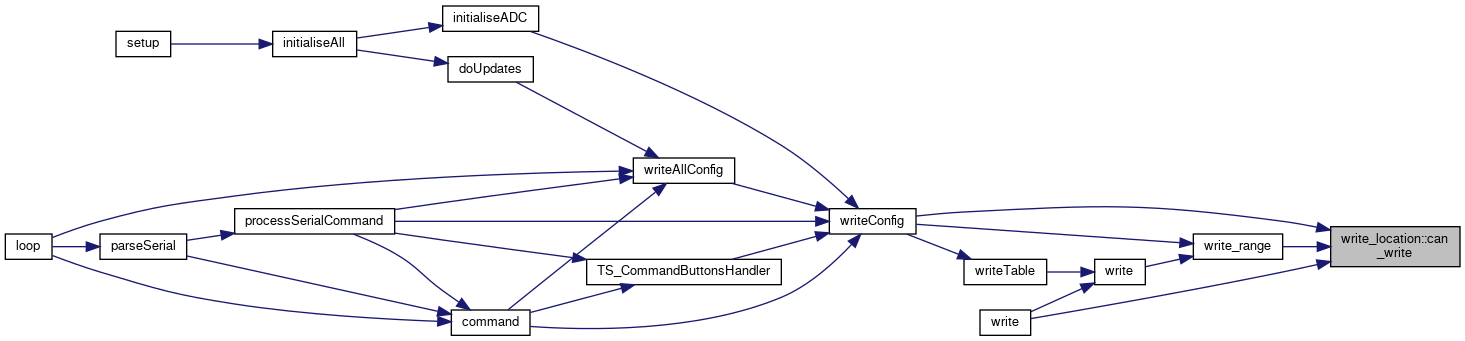 initialiseADC
setup
initialiseAll
doUpdates
writeAllConfig
processSerialCommand
writeConfig
loop
parseSerial
write_range
write_location::can
_write
TS_CommandButtonsHandler
writeTable
write
command
write